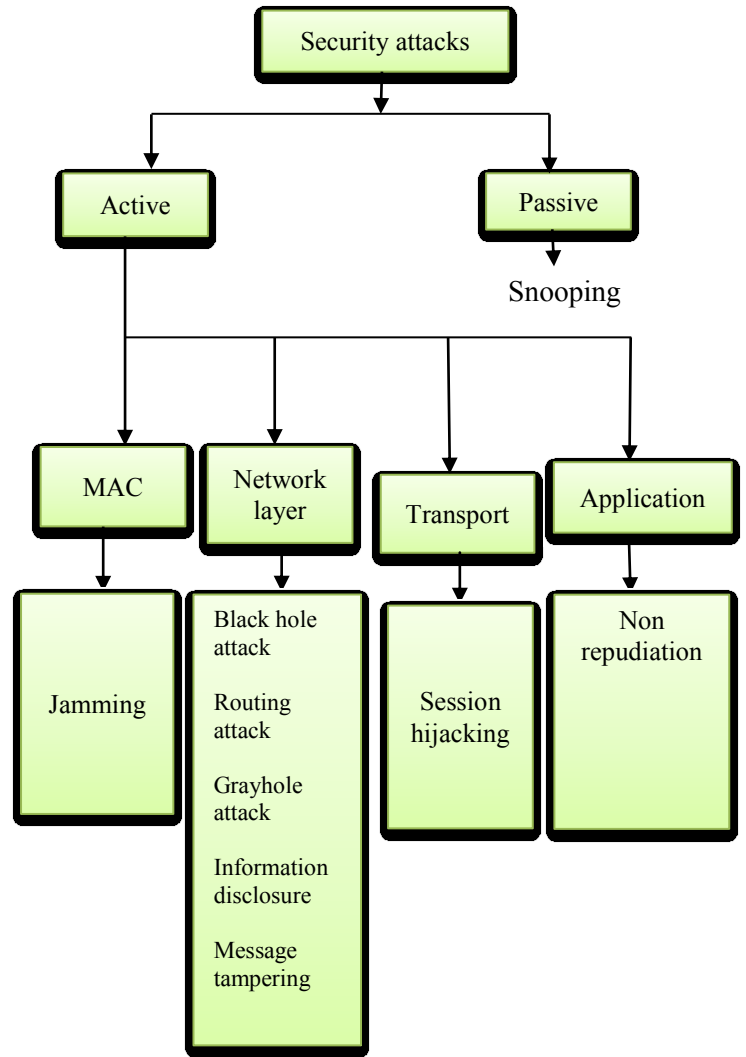 Security attacks
Active
Passive
Snooping
MAC
Network
layer
Transport
Application
Jamming
Black hole
attack
Routing
attack
Grayhole
attack
Information
disclosure
Message
tampering
Session
hijacking
Non
repudiation